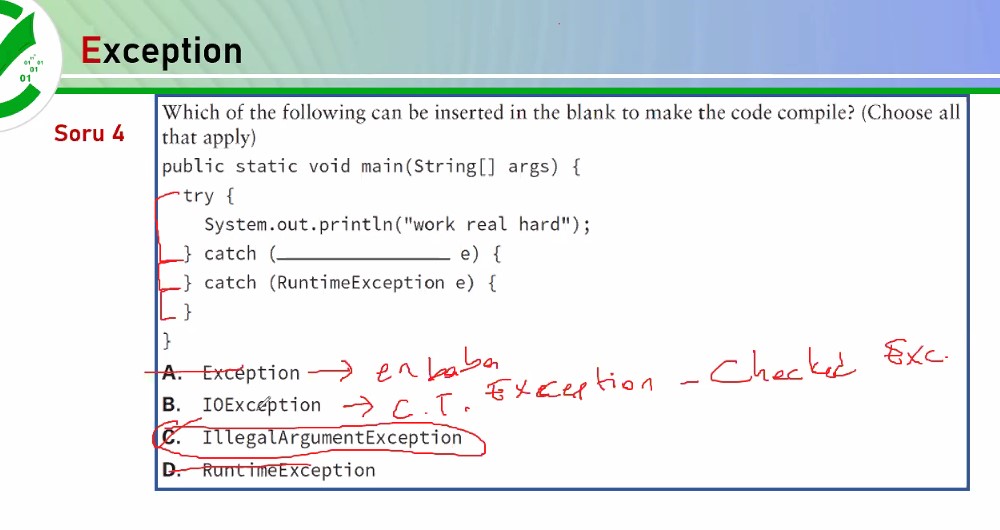 Exception
Soru 4
Which of the following can be inserted in the blank to make the code compile? (Choose all
that apply)
public static void main(String[] args) {
try {
System.out.println("work real hard");
} catch (________________ e) {
} catch (RuntimeException e) {
}
}
A. Exception → en baba
B. IOException → C.T. Exception - Checked Exc.
C. IllegalArgumentException
D. RuntimeException